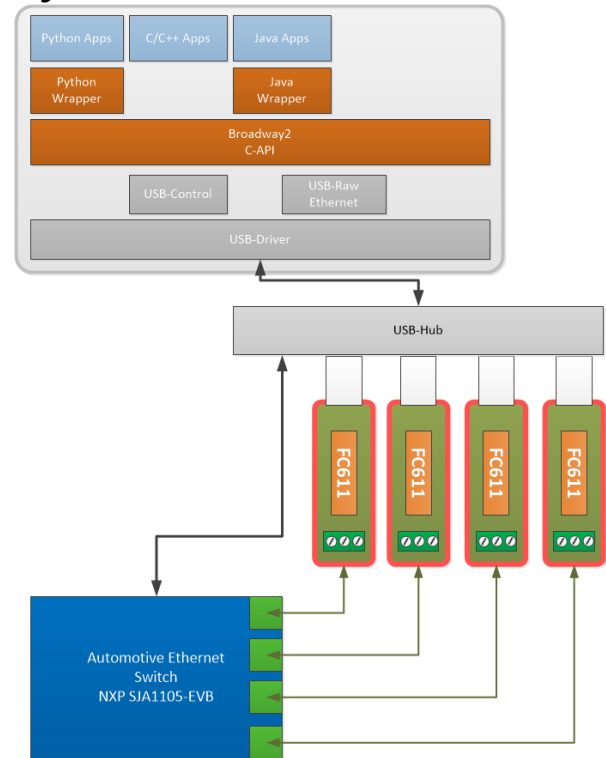 Python Apps
C/C++ Apps
Java Apps
Python
Wrapper
Java
Wrapper
Broadway2
C-API
USB-Control
USB-Raw
Ethernet
USB-Driver
USB-Hub
FC611
FC611
FC611
FC611
Automotive Ethernet
Switch
NXP SJA1105-EVB